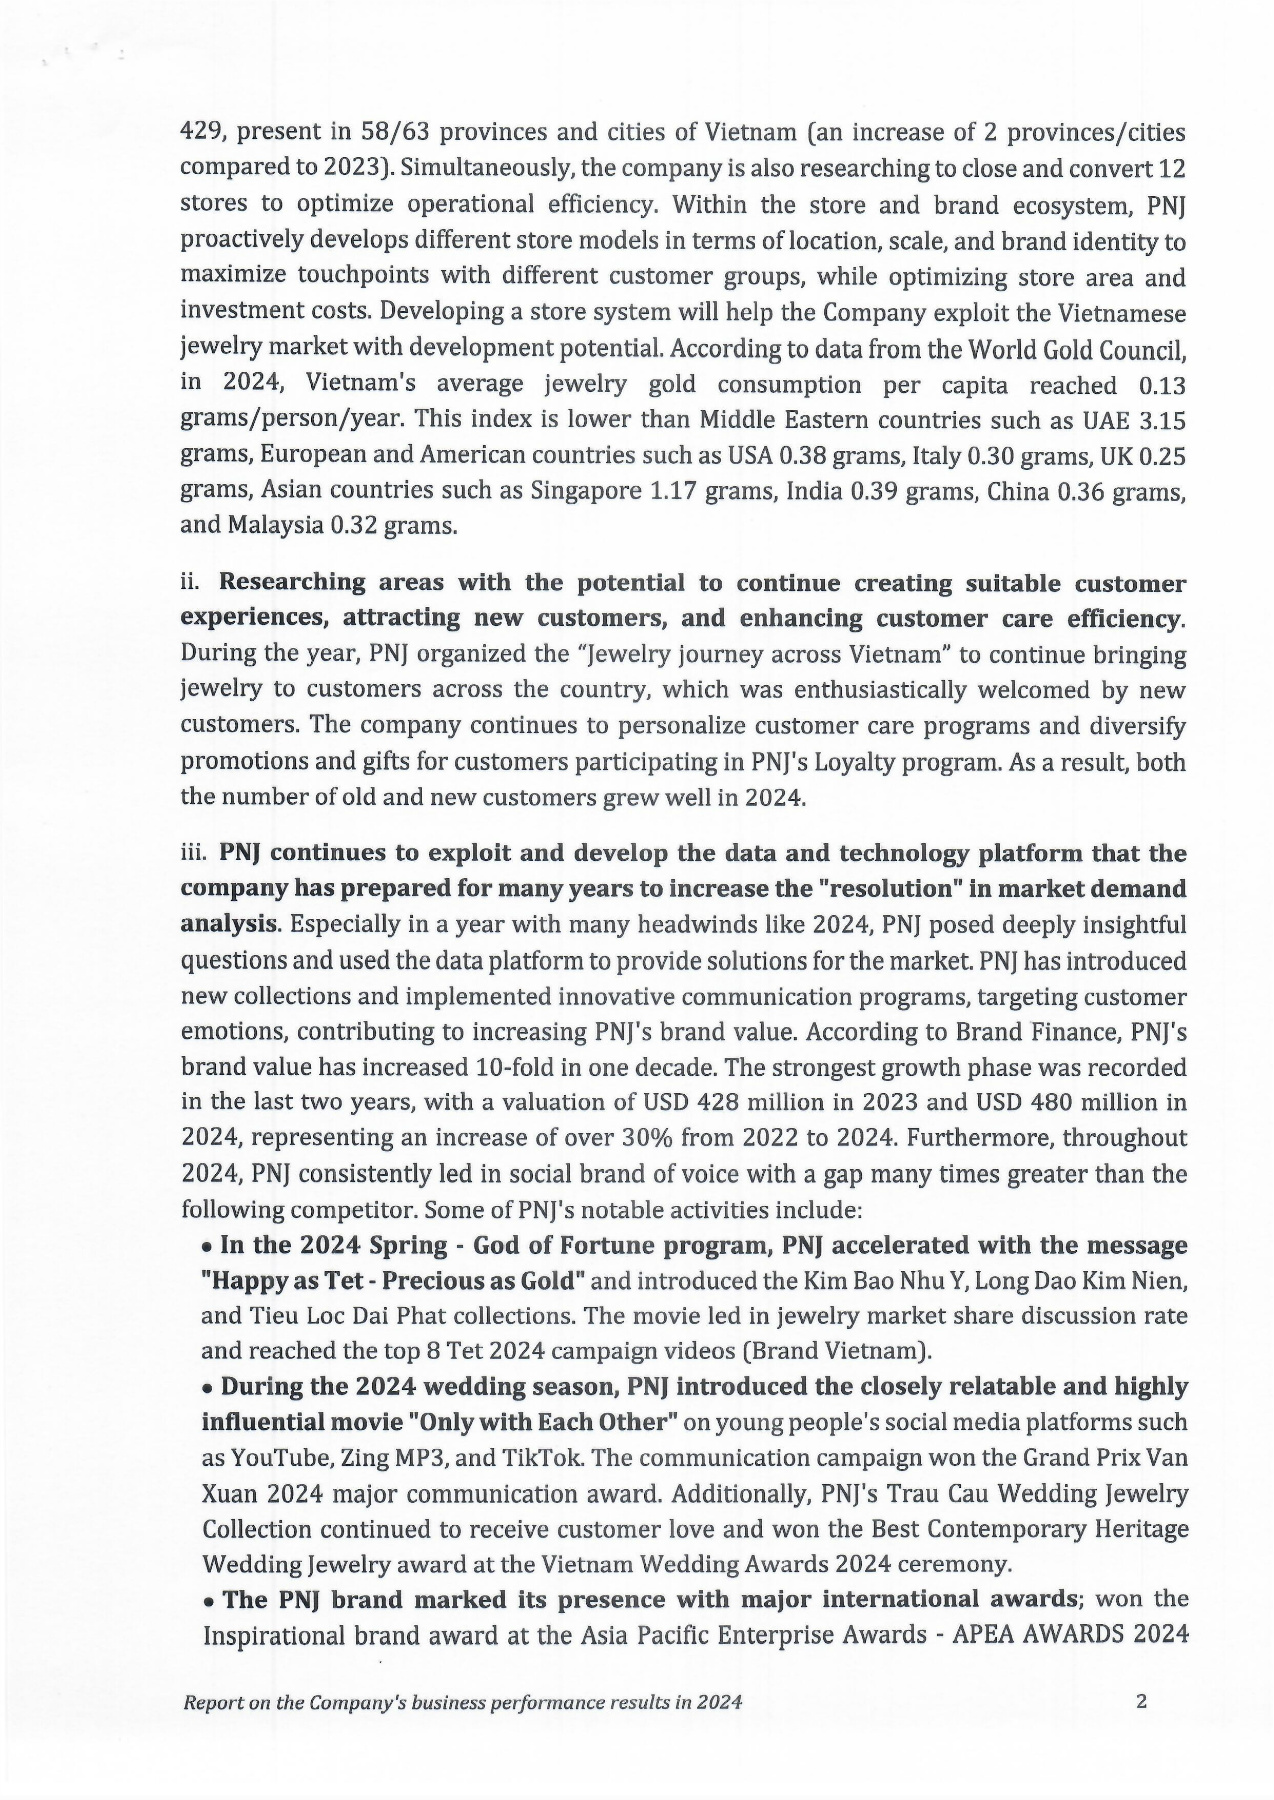 429, present in 58/63 provinces and cities of Vietnam (an increase of 2 provinces/cities
compared to 2023). Simultaneously, the company is also researching to close and convert 12
stores to optimize operational efficiency. Within the store and brand ecosystem, PNJ
proactively develops different store models in terms of location, scale, and brand identity to
maximize touchpoints with different customer groups, while optimizing store area and
investment costs. Developing a store system will help the Company exploit the Vietnamese
jewelry market with development potential. According to data from the World Gold Council,
in 2024, Vietnam's average jewelry gold consumption per capita reached 0.13
grams/person/year. This index is lower than Middle Eastern countries such as UAE 3.15
grams, European and American countries such as USA 0.38 grams, Italy 0.30 grams, UK 0.25
grams, Asian countries such as Singapore 1.17 grams, India 0.39 grams, China 0.36 grams,
and Malaysia 0.32 grams.
ii. Researching areas with the potential to continue creating suitable customer
experiences, attracting new customers, and enhancing customer care efficiency.
During the year, PNJ organized the “Jewelry journey across Vietnam” to continue bringing
jewelry to customers across the country, which was enthusiastically welcomed by new
customers. The company continues to personalize customer care programs and diversify
promotions and gifts for customers participating in PNJ's Loyalty program. As a result, both
the number of old and new customers grew well in 2024.
iii. PNJ continues to exploit and develop the data and technology platform that the
company has prepared for many years to increase the "resolution" in market demand
analysis. Especially in a year with many headwinds like 2024, PNJ posed deeply insightful
questions and used the data platform to provide solutions for the market. PNJ has introduced
new collections and implemented innovative communication programs, targeting customer
emotions, contributing to increasing PNJ's brand value. According to Brand Finance, PNJ's
brand value has increased 10-fold in one decade. The strongest growth phase was recorded
in the last two years, with a valuation of USD 428 million in 2023 and USD 480 million in
2024, representing an increase of over 30% from 2022 to 2024. Furthermore, throughout
2024, PNJ consistently led in social brand of voice with a gap many times greater than the
following competitor. Some of PNJ's notable activities include:
• In the 2024 Spring - God of Fortune program, PNJ accelerated with the message
"Happy as Tet - Precious as Gold" and introduced the Kim Bao Nhu Y, Long Dao Kim Nien,
and Tieu Loc Dai Phat collections. The movie led in jewelry market share discussion rate
and reached the top 8 Tet 2024 campaign videos (Brand Vietnam).
• During the 2024 wedding season, PNJ introduced the closely relatable and highly
influential movie "Only with Each Other" on young people's social media platforms such
as YouTube, Zing MP3, and TikTok. The communication campaign won the Grand Prix Van
Xuan 2024 major communication award. Additionally, PNJ's Trau Cau Wedding Jewelry
Collection continued to receive customer love and won the Best Contemporary Heritage
Wedding Jewelry award at the Vietnam Wedding Awards 2024 ceremony.
• The PNJ brand marked its presence with major international awards; won the
Inspirational brand award at the Asia Pacific Enterprise Awards - APEA AWARDS 2024
Report on the Company's business performance results in 2024 2